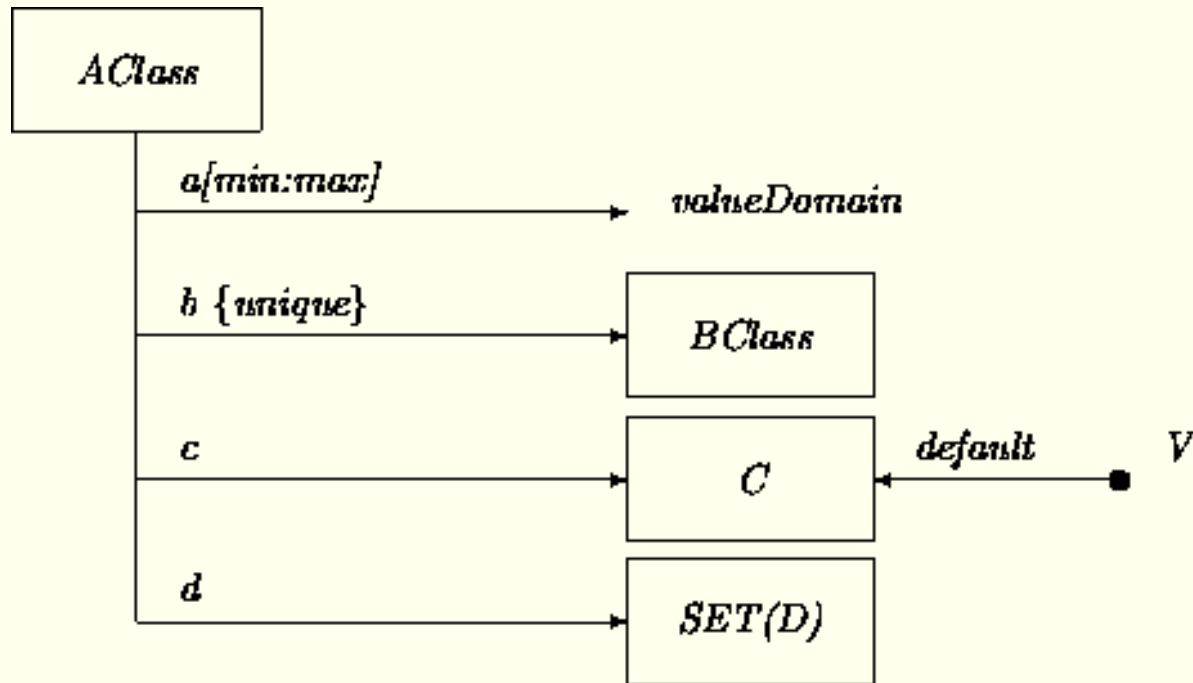 AClass
a[min:max]
valueDomain
b {unique}
BClass
c
C
default
V
d
SET(D)